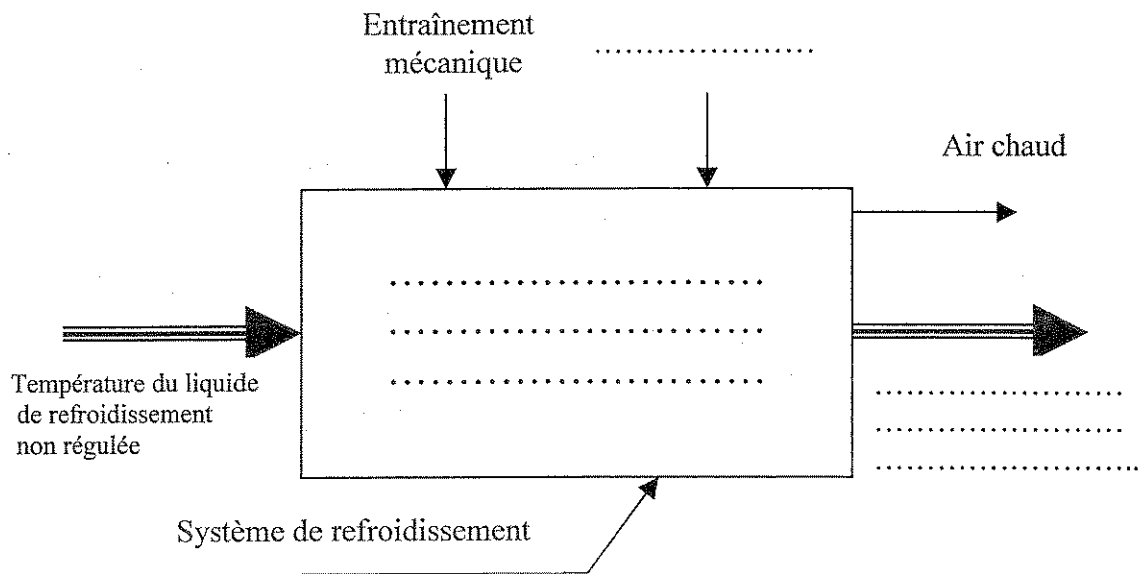 Entraînement
mécanique
....................
Air chaud
......................
......................
......................
Température du liquide
de refroidissement
non régulée
......................
......................
......................
Système de refroidissement